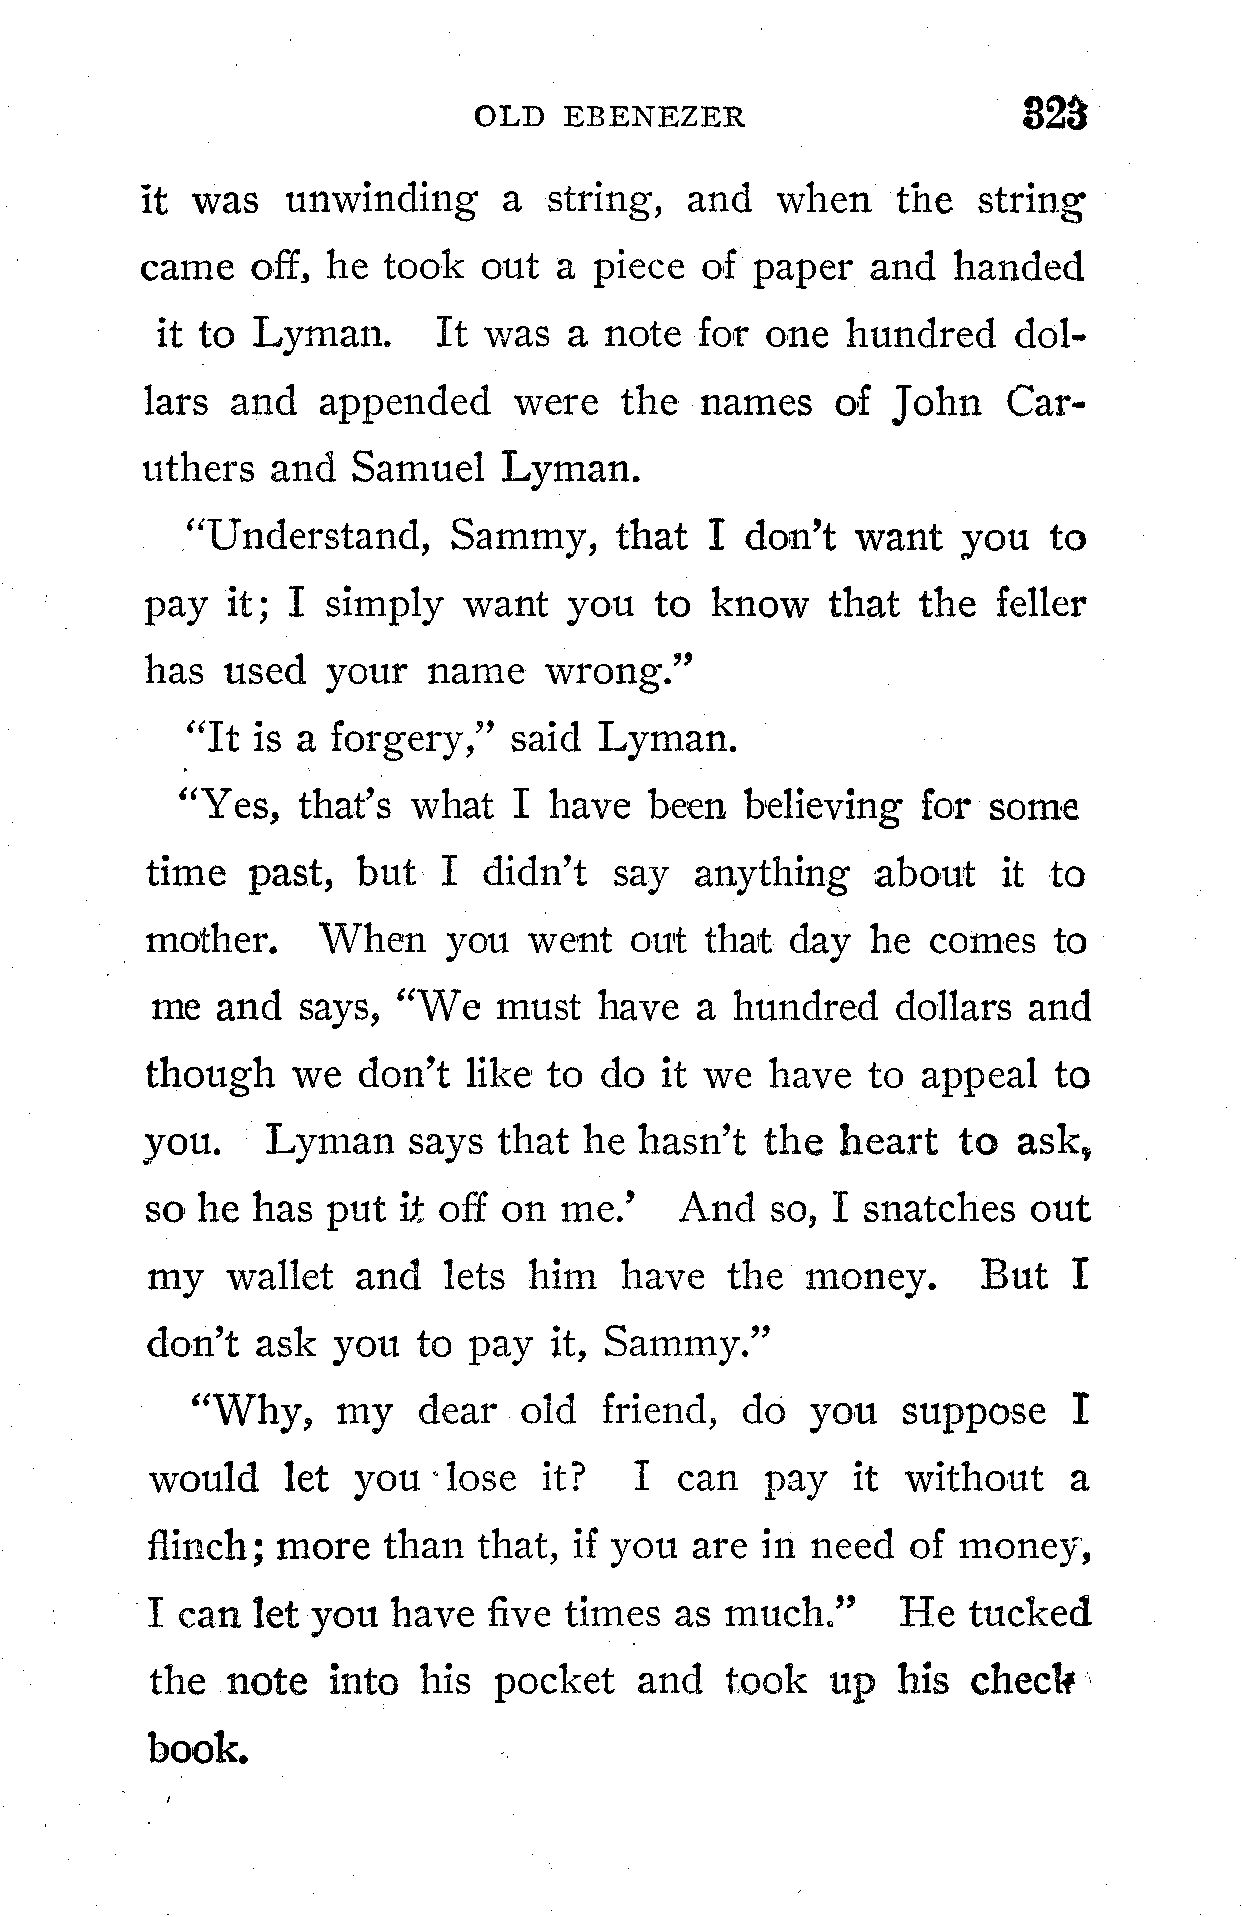 OLD EBENEZER 323
it was unwinding a string, and when the string
came off, he took out a piece of paper and handed
it to Lyman. It was a note for one hundred dol-
lars and appended were the names of John Car-
uthers and Samuel Lyman.
“Understand, Sammy, that I don’t want you to
pay it; I simply want you to know that the feller
has used your name wrong.”
“It is a forgery,” said Lyman.
“Yes, that’s what I have been believing for some
time past, but I didn’t say anything about it to
mother. When you went out that day he comes to
me and says, “We must have a hundred dollars and
though we don’t like to do it we have to appeal to
you. Lyman says that he hasn’t the heart to ask,
so he has put it off on me.’ And so, I snatches out
my wallet and lets him have the money. But I
don’t ask you to pay it, Sammy.”
“Why, my dear old friend, do you suppose I
would let you lose it? I can pay it without a
flinch; more than that, if you are in need of money,
I can let you have five times as much.” He tucked
the note into his pocket and took up his check
book.